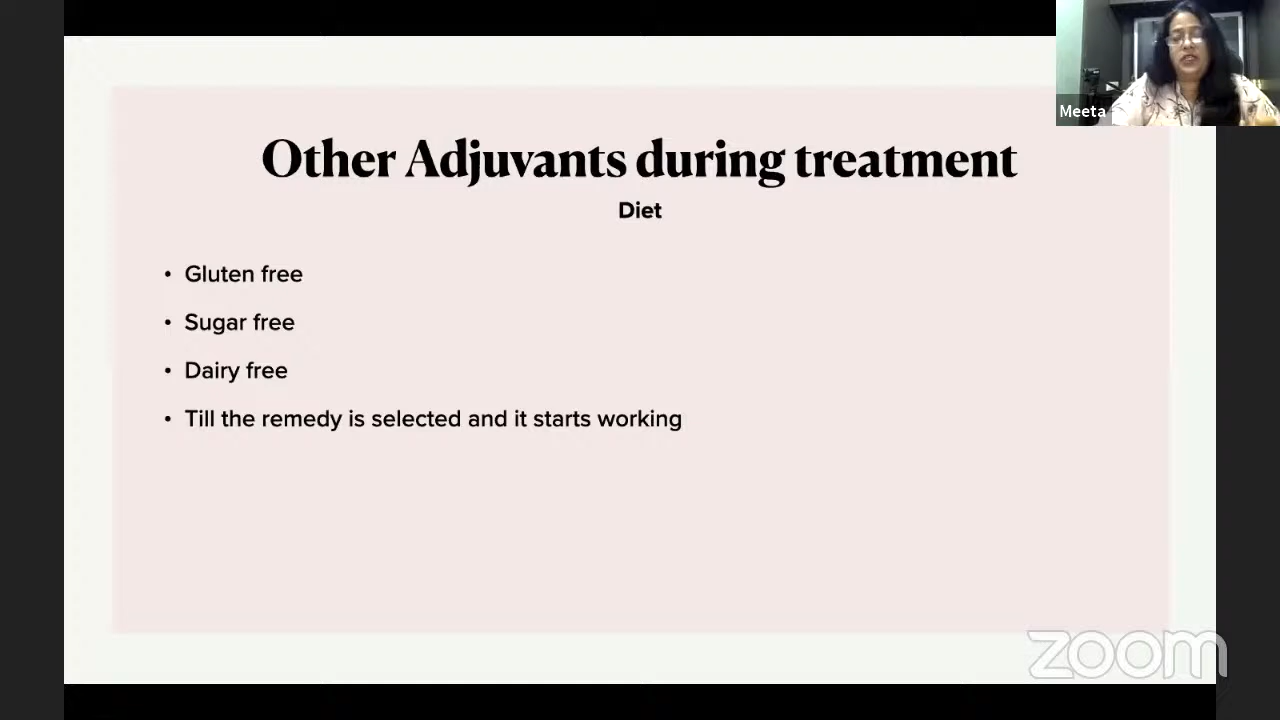 Meeta
Other Adjuvants during treatment
Diet
• Gluten free
• Sugar free
• Dairy free
• Till the remedy is selected and it starts working
zoom